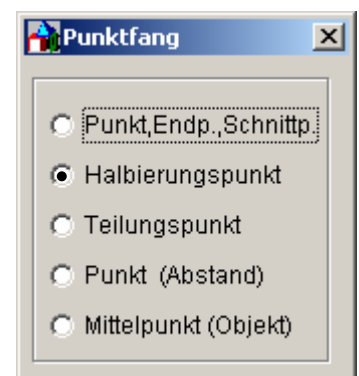 Punktfang
Punkt,Endp.,Schnittp.
Halbierungspunkt
Teilungspunkt
Punkt (Abstand)
Mittelpunkt (Objekt)